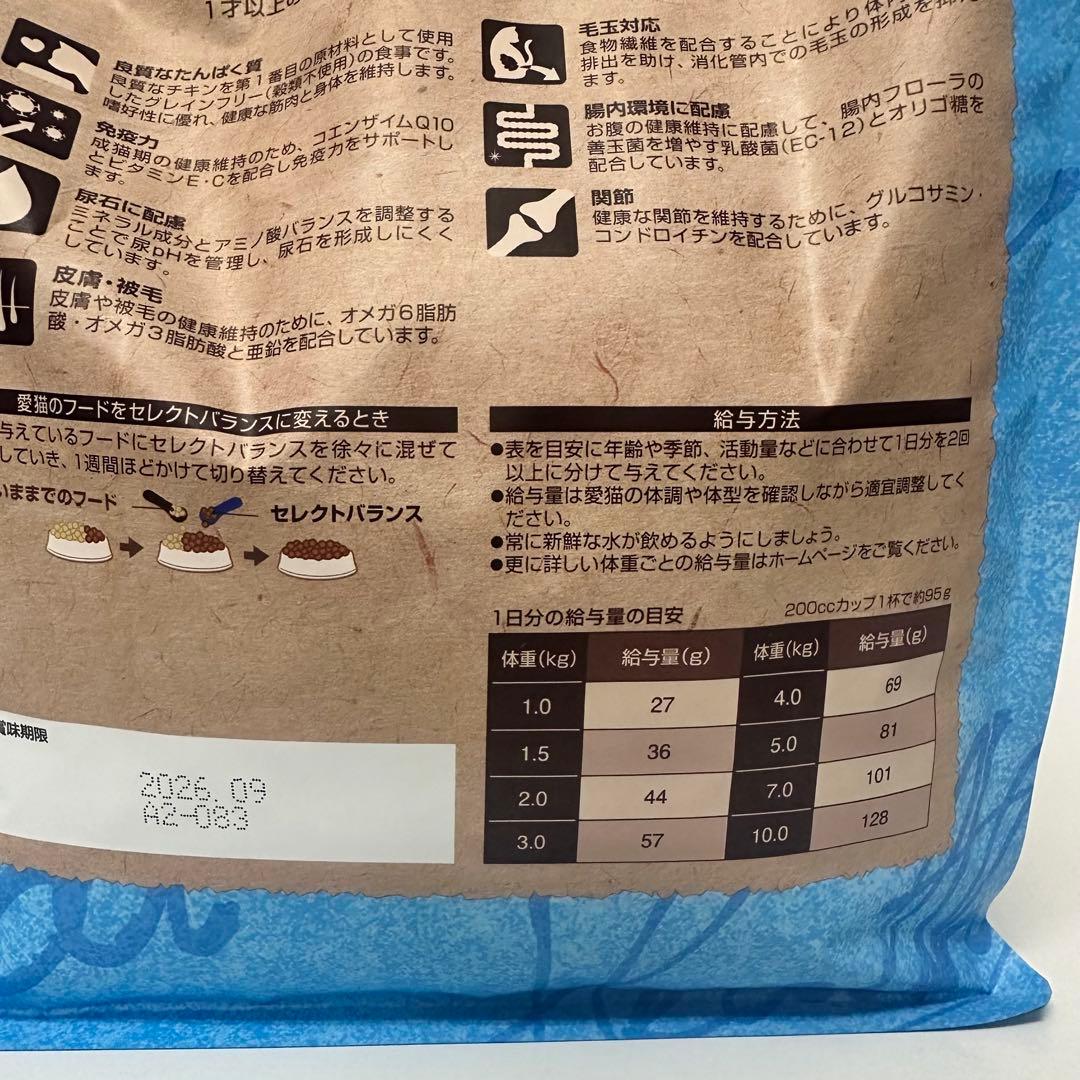 1才以上の
良質なたんぱく質
良質なチキンを第1番目の原材料として使用
したグレインフリー(穀類不使用)の食事です。
嗜好性に優れ、健康な筋肉と身体を維持します。
免疫力
成猫期の健康維持のため、コエンザイムQ10
とビタミンE・Cを配合し免疫力をサポートし
ます。
尿石に配慮
ミネラル成分とアミノ酸バランスを調整する
ことで尿pHを管理し、尿石を形成しにくく
しています。
皮膚・被毛
皮膚や被毛の健康維持のために、オメガ6脂肪
酸・オメガ3脂肪酸と亜鉛を配合しています。
毛玉対応
食物繊維を配合することにより体内
排出を助け、消化管内での毛玉の形成を抑え
ます。
腸内環境に配慮
お腹の健康維持に配慮して、腸内フローラの
善玉菌を増やす乳酸菌(EC-12)とオリゴ糖を
配合しています。
関節
健康な関節を維持するために、グルコサミン・
コンドロイチンを配合しています。
愛猫のフードをセレクトバランスに変えるとき
与えているフードにセレクトバランスを徐々に混ぜて
していき、1週間ほどかけて切り替えてください。
いままでのフード
セレクトバランス
賞味期限
2026.09
A2-083
給与方法
●表を目安に年齢や季節、活動量などに合わせて1日分を2回
以上に分けて与えてください。
●給与量は愛猫の体調や体型を確認しながら適宜調整してく
ださい。
●常に新鮮な水が飲めるようにしましょう。
●更に詳しい体重ごとの給与量はホームページをご覧ください。
1日分の給与量の目安 200ccカップ1杯で約95g
体重(kg) 給与量(g) 体重(kg) 給与量(g)
1.0 27 4.0 69
1.5 36 5.0 81
2.0 44 7.0 101
3.0 57 10.0 128